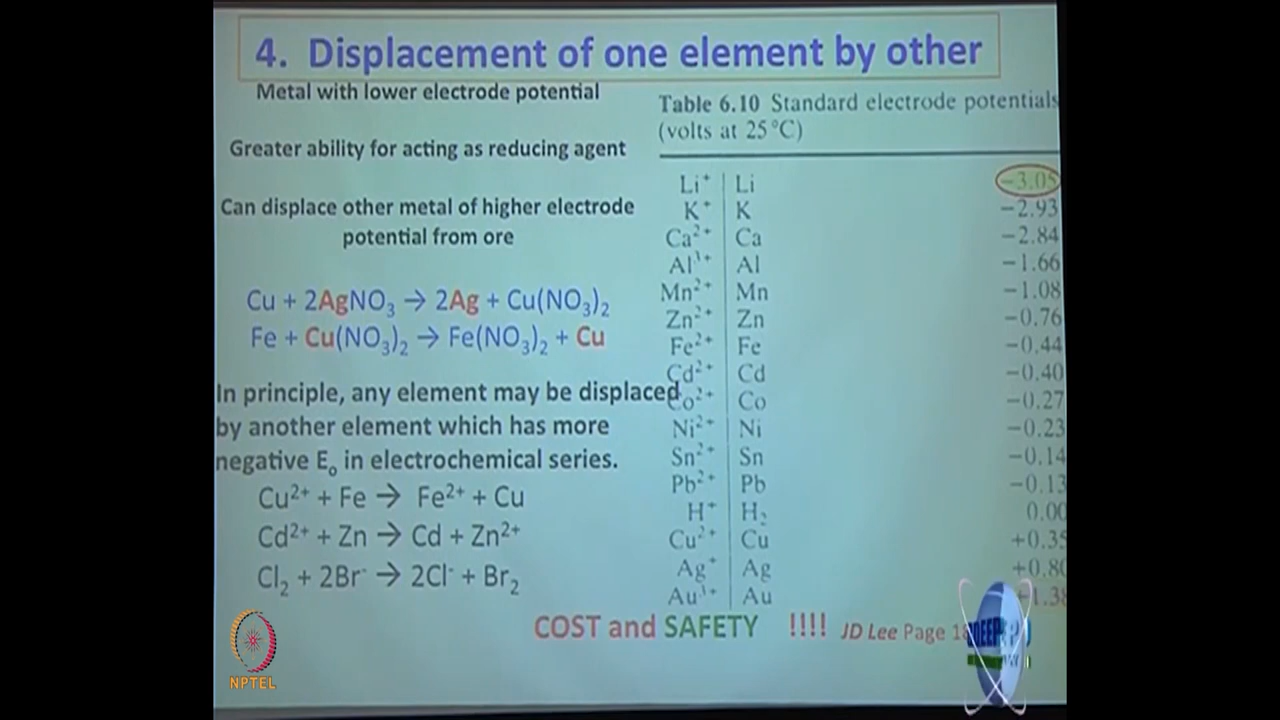 4. Displacement of one element by other
Metal with lower electrode potential
Greater ability for acting as reducing agent
Can displace other metal of higher electrode
potential from ore
Cu + 2AgNO₃ → 2Ag + Cu(NO₃)₂
Fe + Cu(NO₃)₂ → Fe(NO₃)₂ + Cu
In principle, any element may be displaced
by another element which has more
negative E₀ in electrochemical series.
Cu²⁺ + Fe → Fe²⁺ + Cu
Cd²⁺ + Zn → Cd + Zn²⁺
Cl₂ + 2Br⁻ → 2Cl⁻ + Br₂
Table 6.10 Standard electrode potentials
(volts at 25 °C)
Li⁺ | Li −3.05
K⁺ | K −2.93
Ca²⁺ | Ca −2.84
Al³⁺ | Al −1.66
Mn²⁺ | Mn −1.08
Zn²⁺ | Zn −0.76
Fe²⁺ | Fe −0.44
Cd²⁺ | Cd −0.40
Co²⁺ | Co −0.27
Ni²⁺ | Ni −0.23
Sn²⁺ | Sn −0.14
Pb²⁺ | Pb −0.13
H⁺ | H₂ 0.00
Cu²⁺ | Cu +0.35
Ag⁺ | Ag +0.80
Au³⁺ | Au 1.38
COST and SAFETY !!!! JD Lee Page
NPTEL